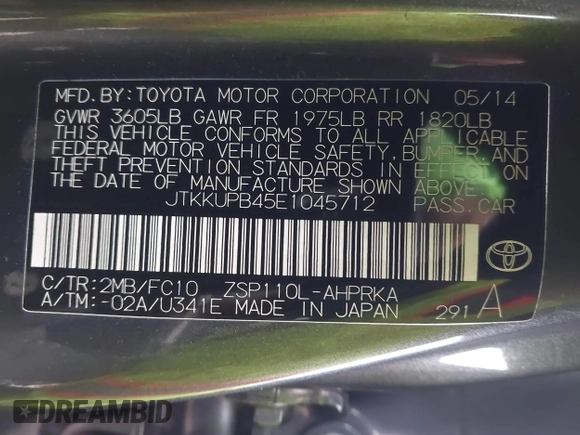 MFD.BY:TOYOTA MOTOR CORPORATION 05/14
GVWR 3605LB GAWR FR 1975LB RR 1820LB
THIS VEHICLE CONFORMS TO ALL APPLICABLE
FEDERAL MOTOR VEHICLE SAFETY, BUMPER, AND
THEFT PREVENTION STANDARDS IN EFFECT ON
THE DATE OF MANUFACTURE SHOWN ABOVE.
JTKKUPB45E1045712 PASS.CAR
C/TR:2MB/FC10 ZSP110L-AHPRKA
A/TM:-02A/U341E MADE IN JAPAN 291 A
DREAMBID